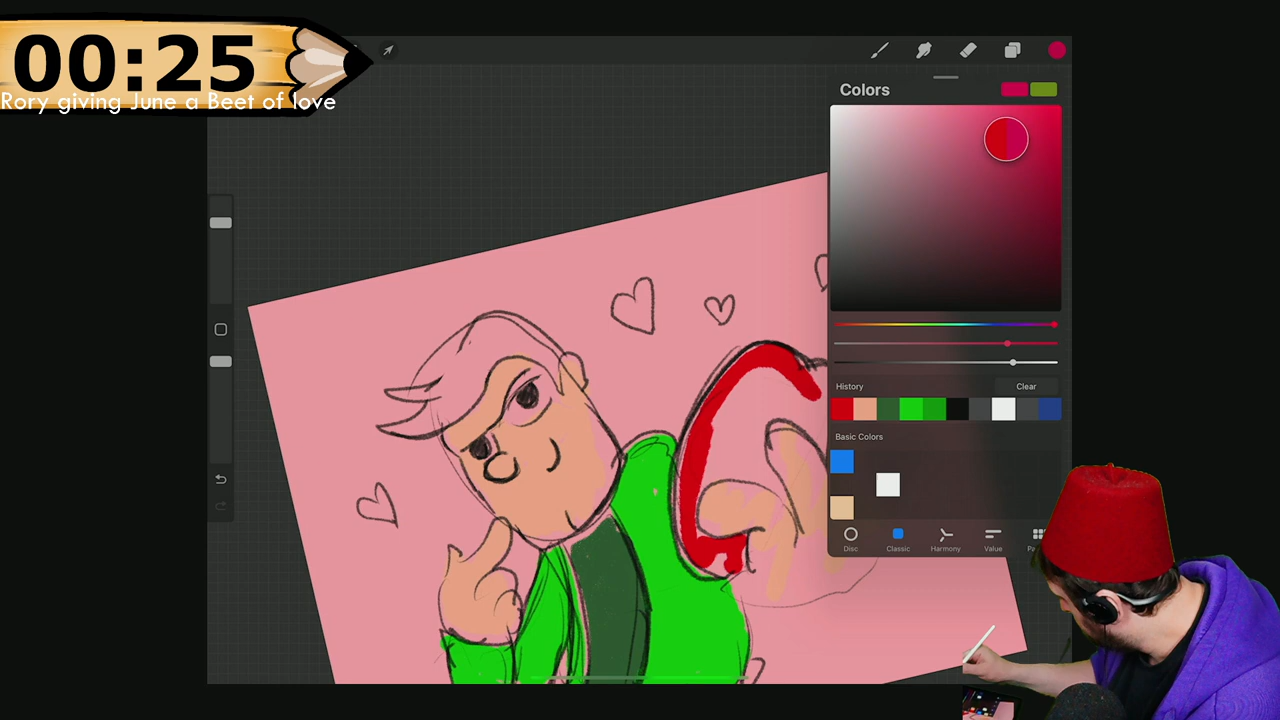 00:25
Rory giving June a Beet of love
Colors
History
Clear
Basic Colors
Disc
Classic
Harmony
Value